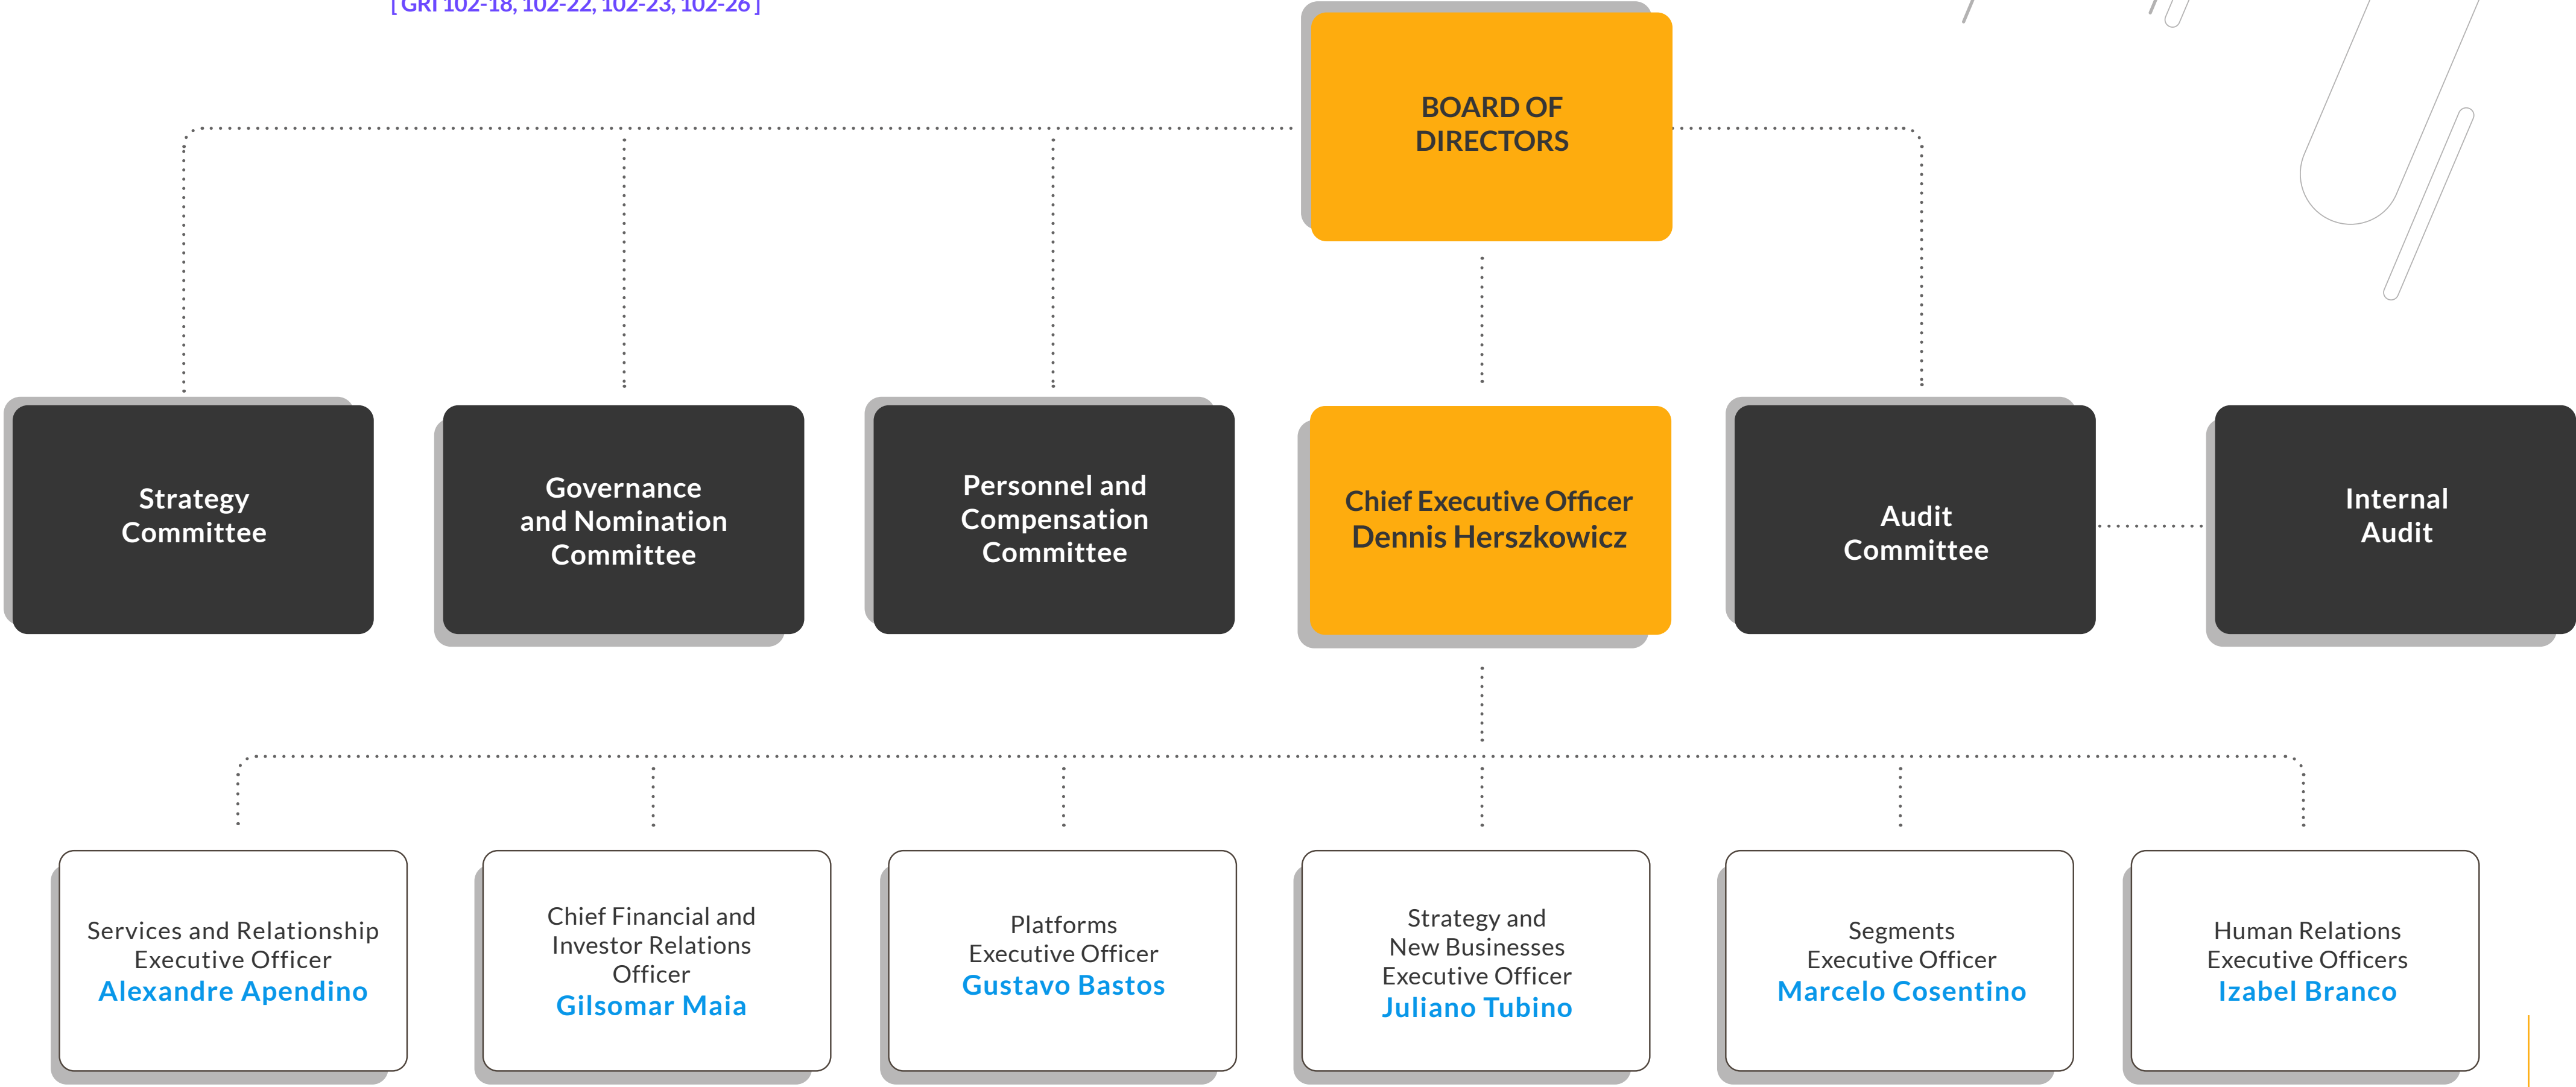 [ GRI 102-18, 102-22, 102-23, 102-26 ]
BOARD OF
DIRECTORS
Strategy
Committee
Governance
and Nomination
Committee
Personnel and
Compensation
Committee
Chief Executive Officer
Dennis Herszkowicz
Audit
Committee
Internal
Audit
Services and Relationship
Executive Officer
Alexandre Apendino
Chief Financial and
Investor Relations
Officer
Gilsomar Maia
Platforms
Executive Officer
Gustavo Bastos
Strategy and
New Businesses
Executive Officer
Juliano Tubino
Segments
Executive Officer
Marcelo Cosentino
Human Relations
Executive Officers
Izabel Branco